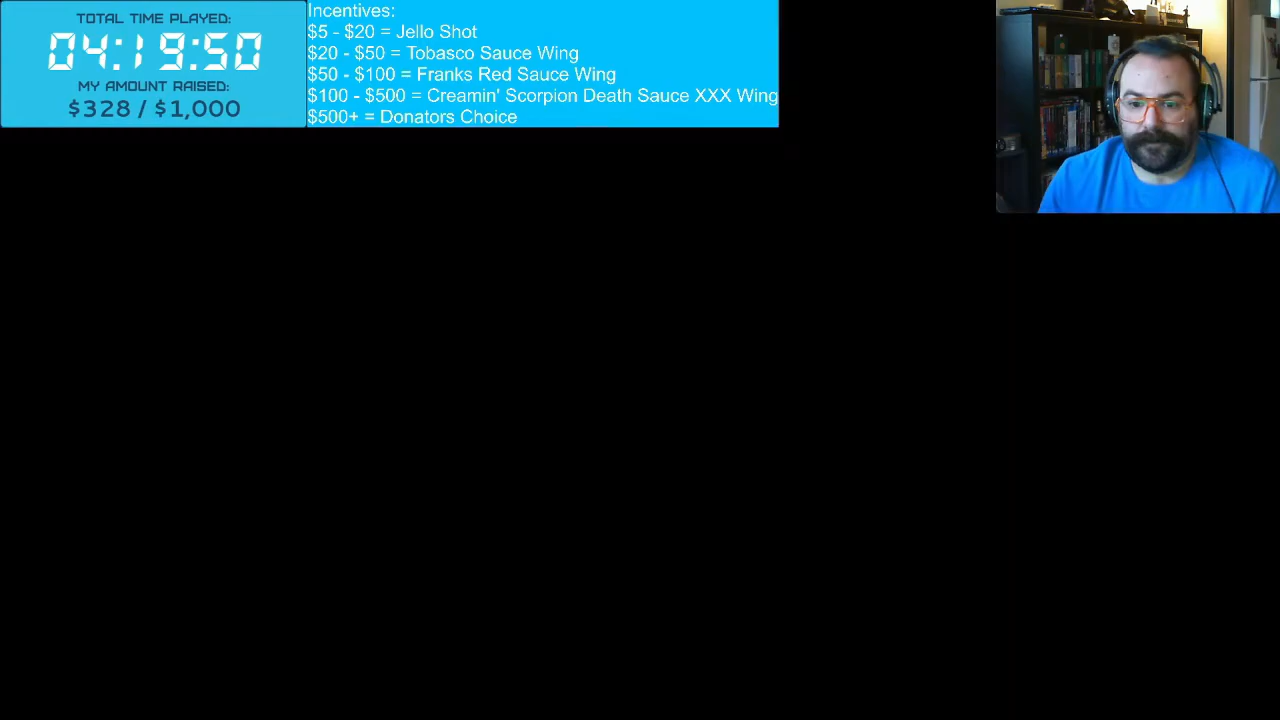 TOTAL TIME PLAYED:
04:19:50
MY AMOUNT RAISED:
$328 / $1,000
Incentives:
$5 - $20 = Jello Shot
$20 - $50 = Tobasco Sauce Wing
$50 - $100 = Franks Red Sauce Wing
$100 - $500 = Creamin' Scorpion Death Sauce XXX Wing
$500+ = Donators Choice